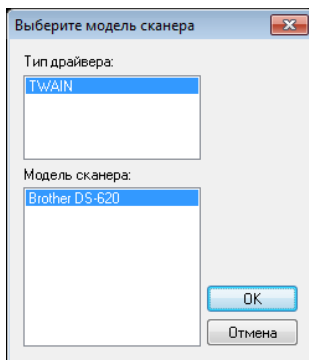 Выберите модель сканера
Тип драйвера:
TWAIN
Модель сканера:
Brother DS-620
OK
Отмена